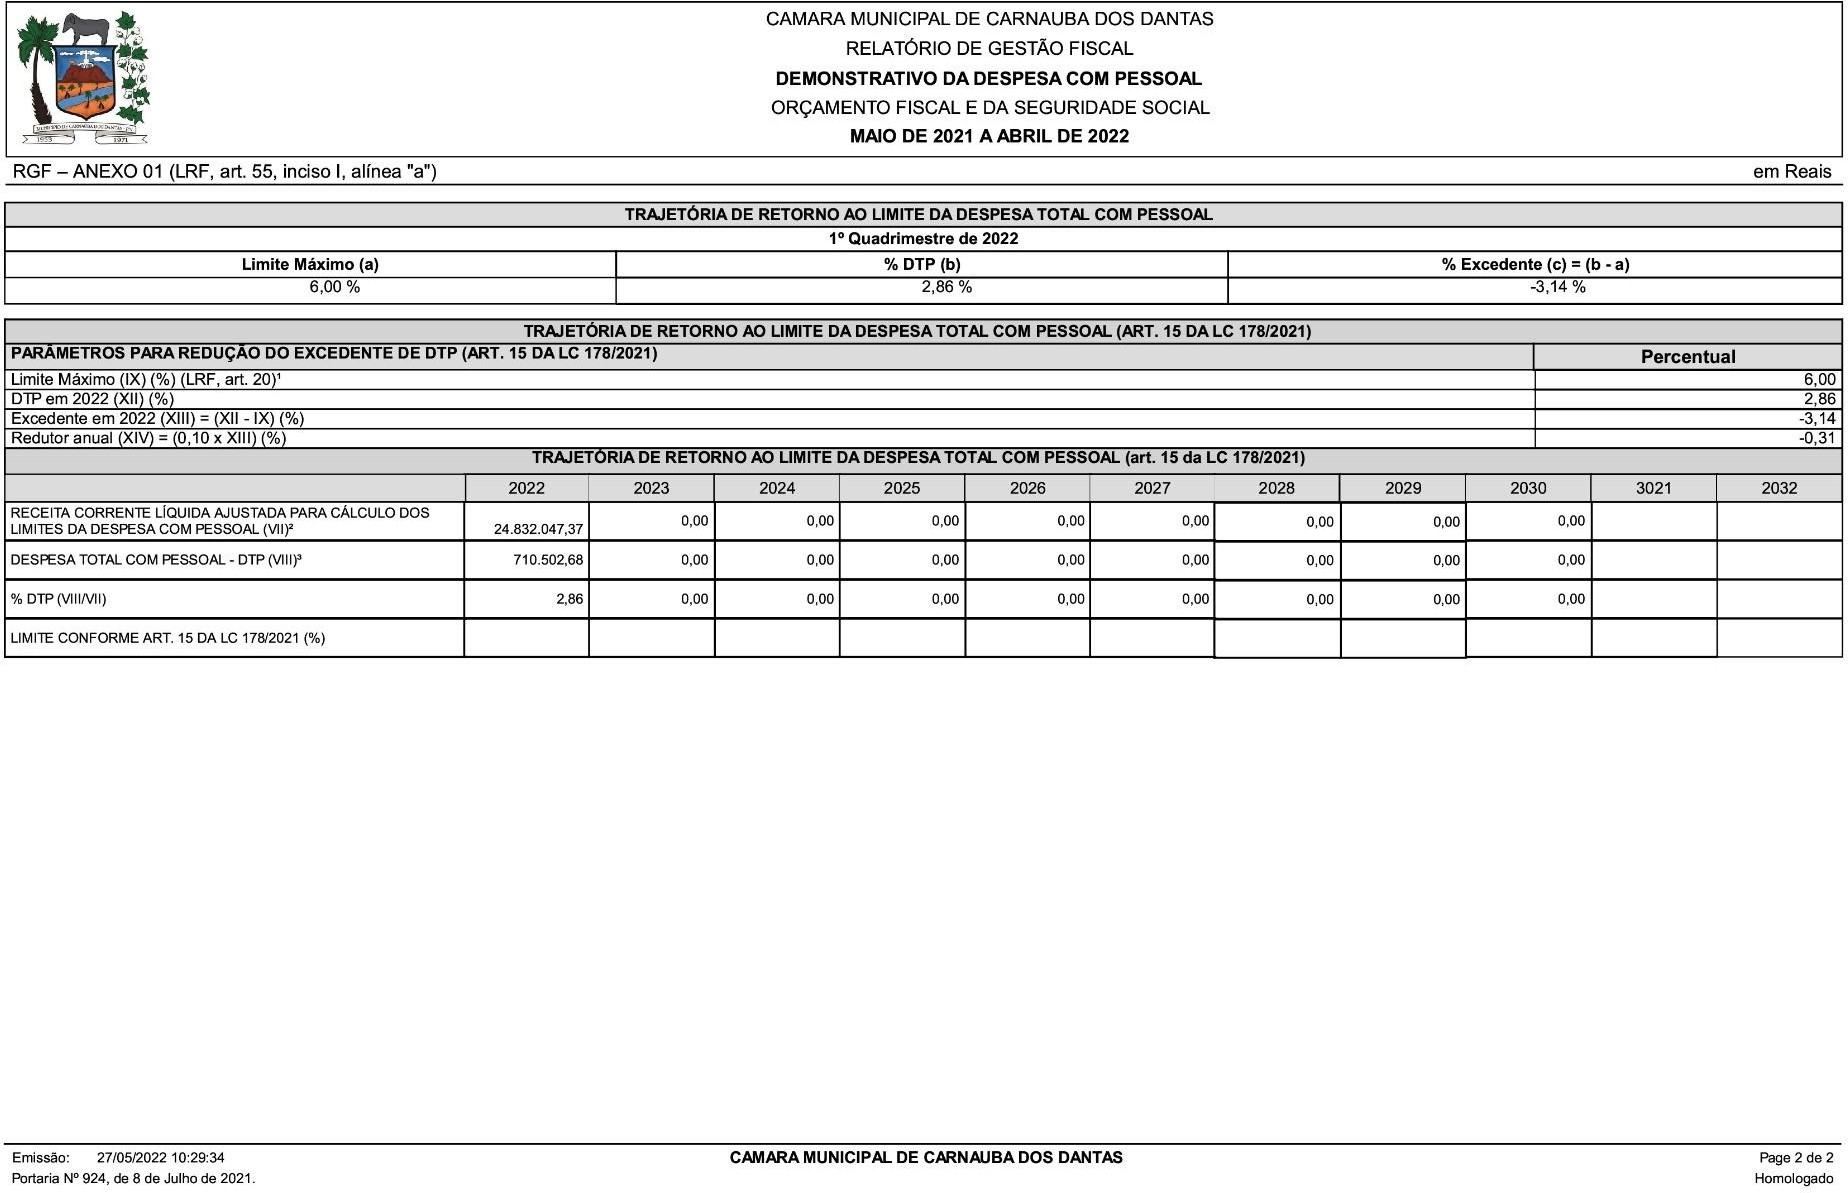 CAMARA MUNICIPAL DE CARNAUBA DOS DANTAS
RELATÓRIO DE GESTÃO FISCAL
DEMONSTRATIVO DA DESPESA COM PESSOAL
ORÇAMENTO FISCAL E DA SEGURIDADE SOCIAL
MAIO DE 2021 A ABRIL DE 2022
MUNICÍPIO DE CARNAÚBA DOS DANTAS - RN
1953 1971
RGF – ANEXO 01 (LRF, art. 55, inciso I, alínea "a") em Reais
TRAJETÓRIA DE RETORNO AO LIMITE DA DESPESA TOTAL COM PESSOAL
1º Quadrimestre de 2022
Limite Máximo (a) % DTP (b) % Excedente (c) = (b - a)
6,00 % 2,86 % -3,14 %
TRAJETÓRIA DE RETORNO AO LIMITE DA DESPESA TOTAL COM PESSOAL (ART. 15 DA LC 178/2021)
PARÂMETROS PARA REDUÇÃO DO EXCEDENTE DE DTP (ART. 15 DA LC 178/2021) Percentual
Limite Máximo (IX) (%) (LRF, art. 20)¹ 6,00
DTP em 2022 (XII) (%) 2,86
Excedente em 2022 (XIII) = (XII - IX) (%) -3,14
Redutor anual (XIV) = (0,10 x XIII) (%) -0,31
TRAJETÓRIA DE RETORNO AO LIMITE DA DESPESA TOTAL COM PESSOAL (art. 15 da LC 178/2021)
2022 2023 2024 2025 2026 2027 2028 2029 2030 3021 2032
RECEITA CORRENTE LÍQUIDA AJUSTADA PARA CÁLCULO DOS
LIMITES DA DESPESA COM PESSOAL (VII)² 24.832.047,37 0,00 0,00 0,00 0,00 0,00 0,00 0,00 0,00
DESPESA TOTAL COM PESSOAL - DTP (VIII)³ 710.502,68 0,00 0,00 0,00 0,00 0,00 0,00 0,00 0,00
% DTP (VIII/VII) 2,86 0,00 0,00 0,00 0,00 0,00 0,00 0,00 0,00
LIMITE CONFORME ART. 15 DA LC 178/2021 (%)
Emissão: 27/05/2022 10:29:34 CAMARA MUNICIPAL DE CARNAUBA DOS DANTAS Page 2 de 2
Portaria Nº 924, de 8 de Julho de 2021. Homologado